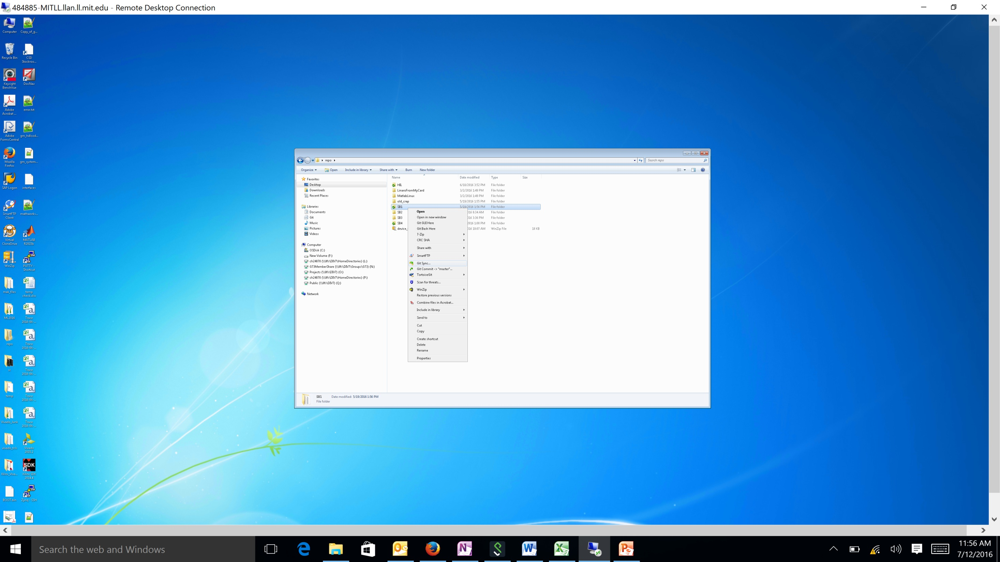 484885-MITLL.llan.ll.mit.edu - Remote Desktop Connection
Computer
Copy_of_g...
Recycle Bin
CSD
Stockroo...
Keysight
BenchVue
DocNav
Adobe
Acrobat ...
error.txt
Adobe
FormsCentral
gm_hdlcod...
Mozilla
Firefox
gm_system...
SAP Logon
interfaces
SmartFTP
Client
mathworks...
Virtual
CloneDrive
MATLAB
R2015b
WinZip
PUTTY -
Shortcut
mak_files
temp
check.xlsx
ML2016
Trace
2016-06-...
repo
Trace
2016-06-...
sc
Trace
2016-06-...
temp
Trace
2016-06-...
Vivado_Junk
Trace
2016-06-...
vivado_tcls
Vivado
2015.2
Xilinx_Viva...
SDK
Xilinx SDK
2014.4
BOOT.bin
Zynq - SSH
repo
Search repo
Organize
Open
Include in library
Share with
Burn
New folder
Favorites
Desktop
Downloads
Recent Places
Libraries
Documents
Git
Music
Pictures
Videos
Computer
OSDisk (C:)
New Volume (F:)
ch24070 (\\llfs\DIV7\HomeDirectories) (L:)
G73MemberShare (\\llfs\DIV7\Groups\G73) (N:)
Projects (\\llfs\DIV7) (O:)
ch24070 (\\llfs\DIV7\HomeDirectories) (P:)
Public (\\llfs\DIV7) (Q:)
Network
Name Date modified Type Size
HIL 6/10/2016 3:52 PM File folder
LinaroFromMyCard 3/2/2016 1:49 PM File folder
MatlabLinux 3/2/2016 1:49 PM File folder
old_crap 5/19/2016 1:55 PM File folder
SB1 5/19/2016 1:56 PM File folder
SB2 016 8:34 AM File folder
SB3 016 3:36 PM File folder
SB4 2016 1:08 PM File folder
device_ 016 10:07 AM WinZip File 18 KB
Open
Open in new window
Git GUI Here
Git Bash Here
7-Zip
CRC SHA
Share with
SmartFTP
Git Sync...
Git Commit -> "master"...
TortoiseGit
Scan for threats...
WinZip
Restore previous versions
Combine files in Acrobat...
Include in library
Send to
Cut
Copy
Create shortcut
Delete
Rename
Properties
SB1 Date modified: 5/19/2016 1:56 PM
File folder
Search the web and Windows
11:56 AM
7/12/2016